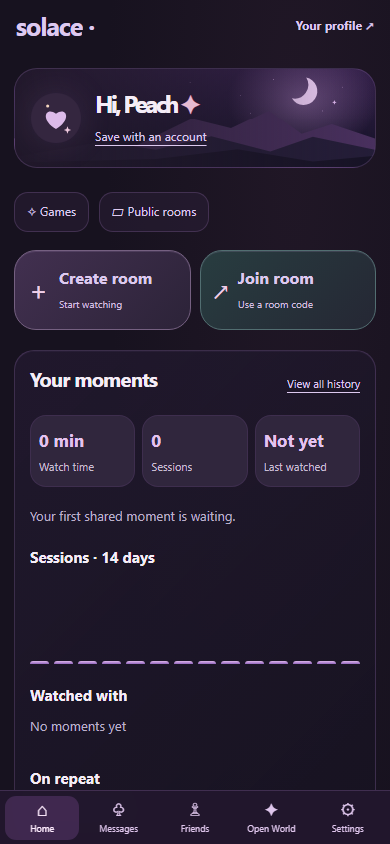 solace
Your profile ↗
Hi, Peach
Save with an account
Games
Public rooms
Create room
Start watching
Join room
Use a room code
Your moments
View all history
0 min
Watch time
0
Sessions
Not yet
Last watched
Your first shared moment is waiting.
Sessions · 14 days
Watched with
No moments yet
On repeat
Home
Messages
Friends
Open World
Settings